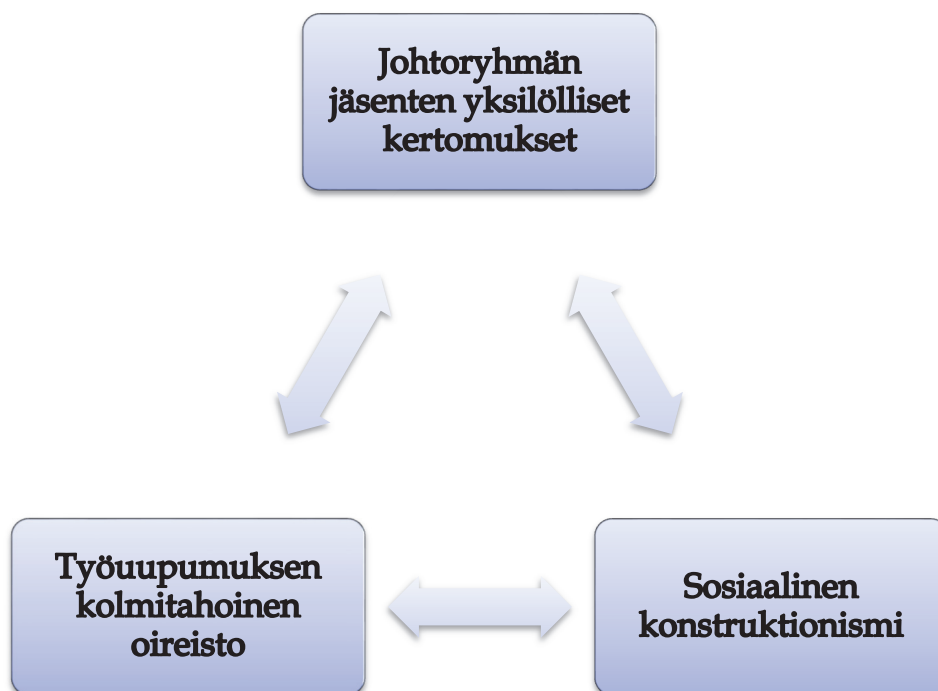 Johtoryhmän
jäsenten yksilölliset
kertomukset
Työuupumuksen
kolmitahoinen
oireisto
Sosiaalinen
konstruktionismi